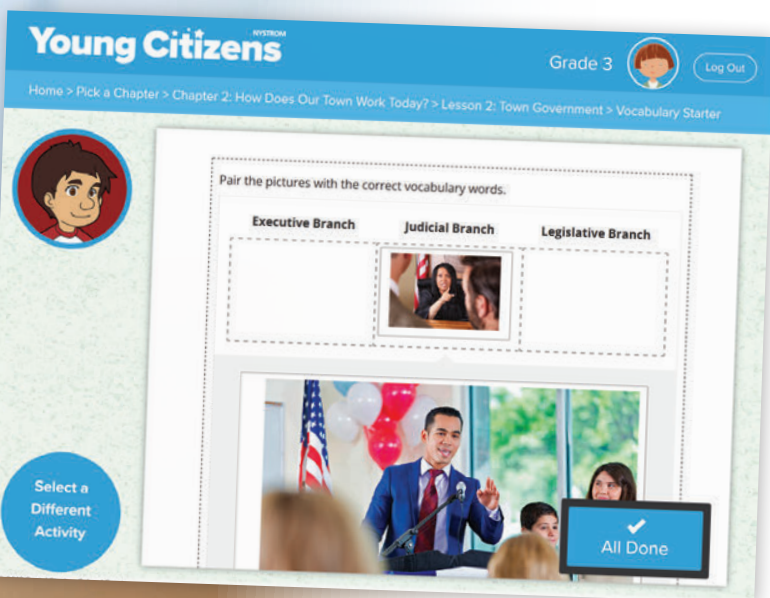 NYSTROM
Young Citizens
Grade 3
Log Out
Home > Pick a Chapter > Chapter 2: How Does Our Town Work Today? > Lesson 2: Town Government > Vocabulary Starter
Pair the pictures with the correct vocabulary words.
Executive Branch
Judicial Branch
Legislative Branch
Select a
Different
Activity
All Done